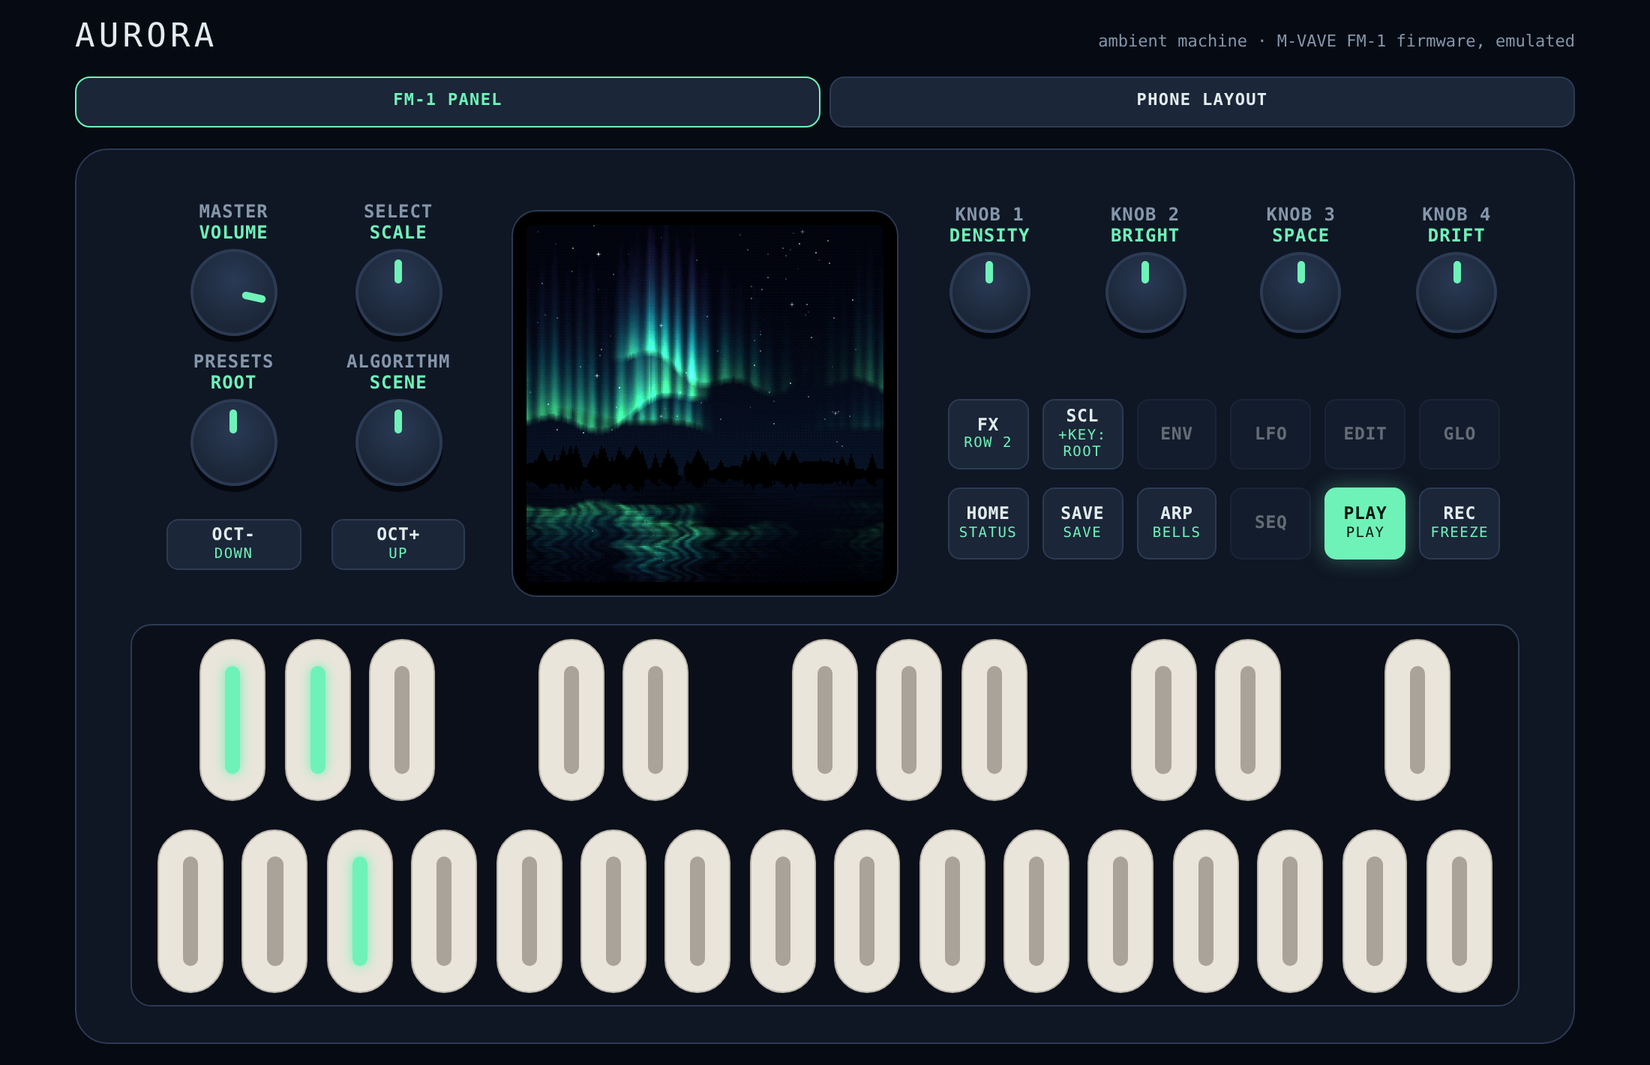 AURORA
ambient machine · M-VAVE FM-1 firmware, emulated
FM-1 PANEL
PHONE LAYOUT
MASTER
VOLUME
SELECT
SCALE
KNOB 1
DENSITY
KNOB 2
BRIGHT
KNOB 3
SPACE
KNOB 4
DRIFT
PRESETS
ROOT
ALGORITHM
SCENE
FX
ROW 2
SCL
+KEY:
ROOT
ENV
LFO
EDIT
GLO
OCT-
DOWN
OCT+
UP
HOME
STATUS
SAVE
SAVE
ARP
BELLS
SEQ
PLAY
PLAY
REC
FREEZE